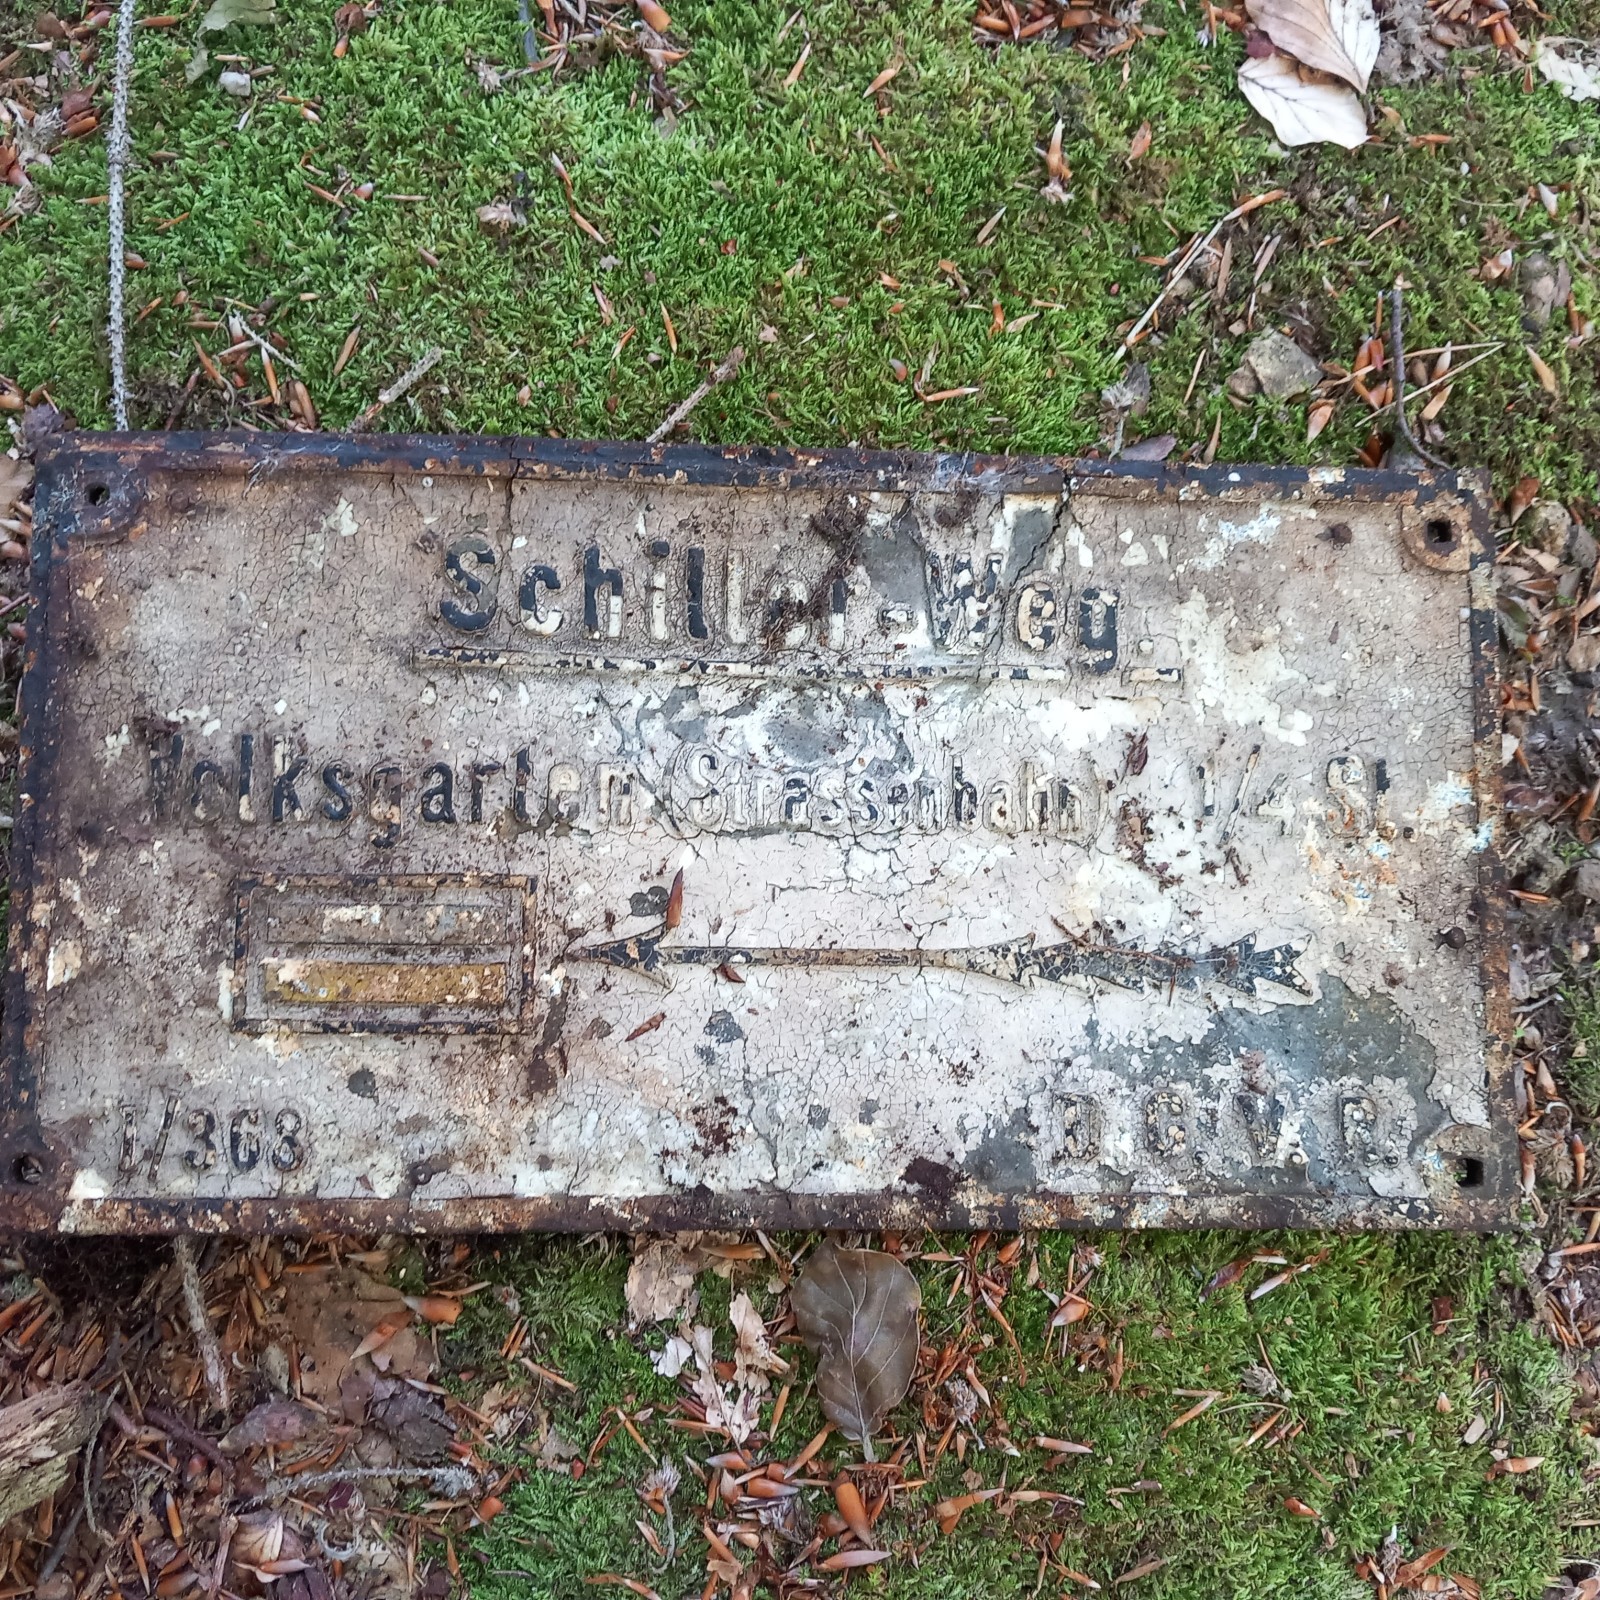 Schiller-Weg.
Volksgarten (Strassenbahn) 1/4 St
I/368
D.G.V.G.